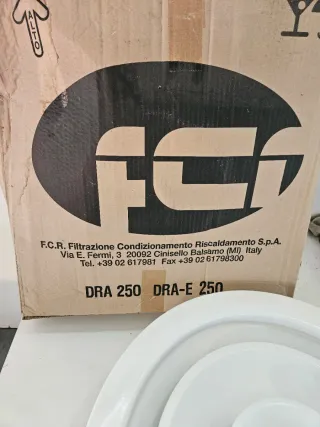 ALTO
fcr
F.C.R. Filtrazione Condizionamento Riscaldamento S.p.A.
Via E. Fermi, 3 20092 Cinisello Balsamo (MI) Italy
Tel. +39 02 617981 Fax +39 02 61798300
DRA 250 DRA-E 250